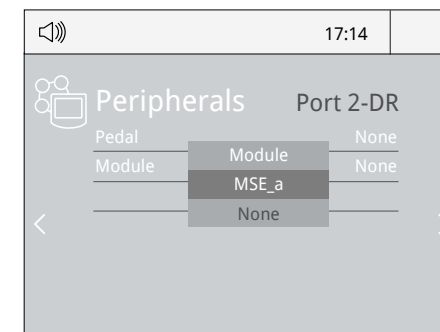 17:14
Peripherals Port 2-DR
Pedal None
Module None
Module
MSE_a
None